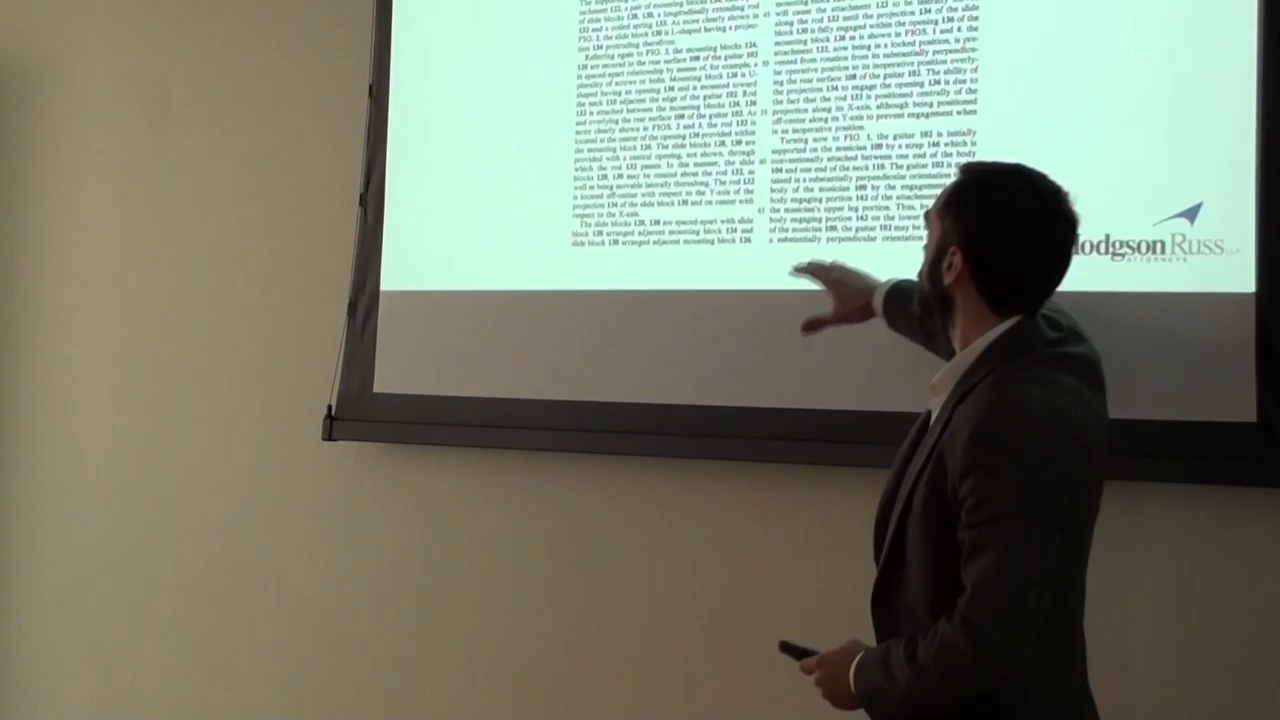 tachment 122, a pair of mounting blocks 124,
of slide blocks 128, 130, a longitudinally extending rod
132 and a coiled spring 133. As more clearly shown in
FIG. 3, the slide block 130 is L-shaped having a projec-
tion 134 protruding therefrom.
Referring again to FIG. 3, the mounting blocks 124,
126 are secured to the rear surface 108 of the guitar 102
in spaced-apart relationship by means of, for example, a
plurality of screws or bolts. Mounting block 126 is U-
shaped having an opening 136 and is mounted toward
the neck 110 adjacent the edge of the guitar 102. Rod
132 is attached between the mounting blocks 124, 126
and overlying the rear surface 108 of the guitar 102. As
more clearly shown in FIGS. 2 and 3, the rod 132 is
located at the center of the opening 136 provided within
the mounting block 126. The slide blocks 128, 130 are
provided with a central opening, not shown, through
which the rod 132 passes. In this manner, the slide
blocks 128, 130 may be rotated about the rod 132, as
well as being movable laterally therealong. The rod 132
is located off-center with respect to the Y-axis of the
projection 134 of the slide block 130 and on center with
respect to the X-axis.
The slide blocks 128, 130 are spaced-apart with slide
block 128 arranged adjacent mounting block 124 and
slide block 130 arranged adjacent mounting block 126.
45
50
55
60
65
will cause the attachment 122 to be laterally
along the rod 132 until the projection 134 of the slide
block 130 is fully engaged within the opening 136 of the
mounting block 126 as is shown in FIGS. 1 and 4. the
attachment 122, now being in a locked position, is pre-
vented from rotation from its substantially perpendicu-
lar operative position to its inoperative position overly-
ing the rear surface 108 of the guitar 102. The ability of
the projection 134 to engage the opening 136 is due to
the fact that the rod 132 is positioned centrally of the
projection along its X-axis, although being positioned
off-center along its Y-axis to prevent engagement when
in an inoperative position.
Turning now to FIG. 1, the guitar 102 is initially
supported on the musician 100 by a strap 146 which is
conventionally attached between one end of the body
104 and one end of the neck 110. The guitar 102 is
tained in a substantially perpendicular orientation
body of the musician 100 by the engagement
body engaging portion 142 of the attachment
the musician's upper leg portion. Thus, by
body engaging portion 142 on the lower
of the musician 100, the guitar 102 may be
a substantially perpendicular orientation
Hodgson Russ LLP
ATTORNEYS